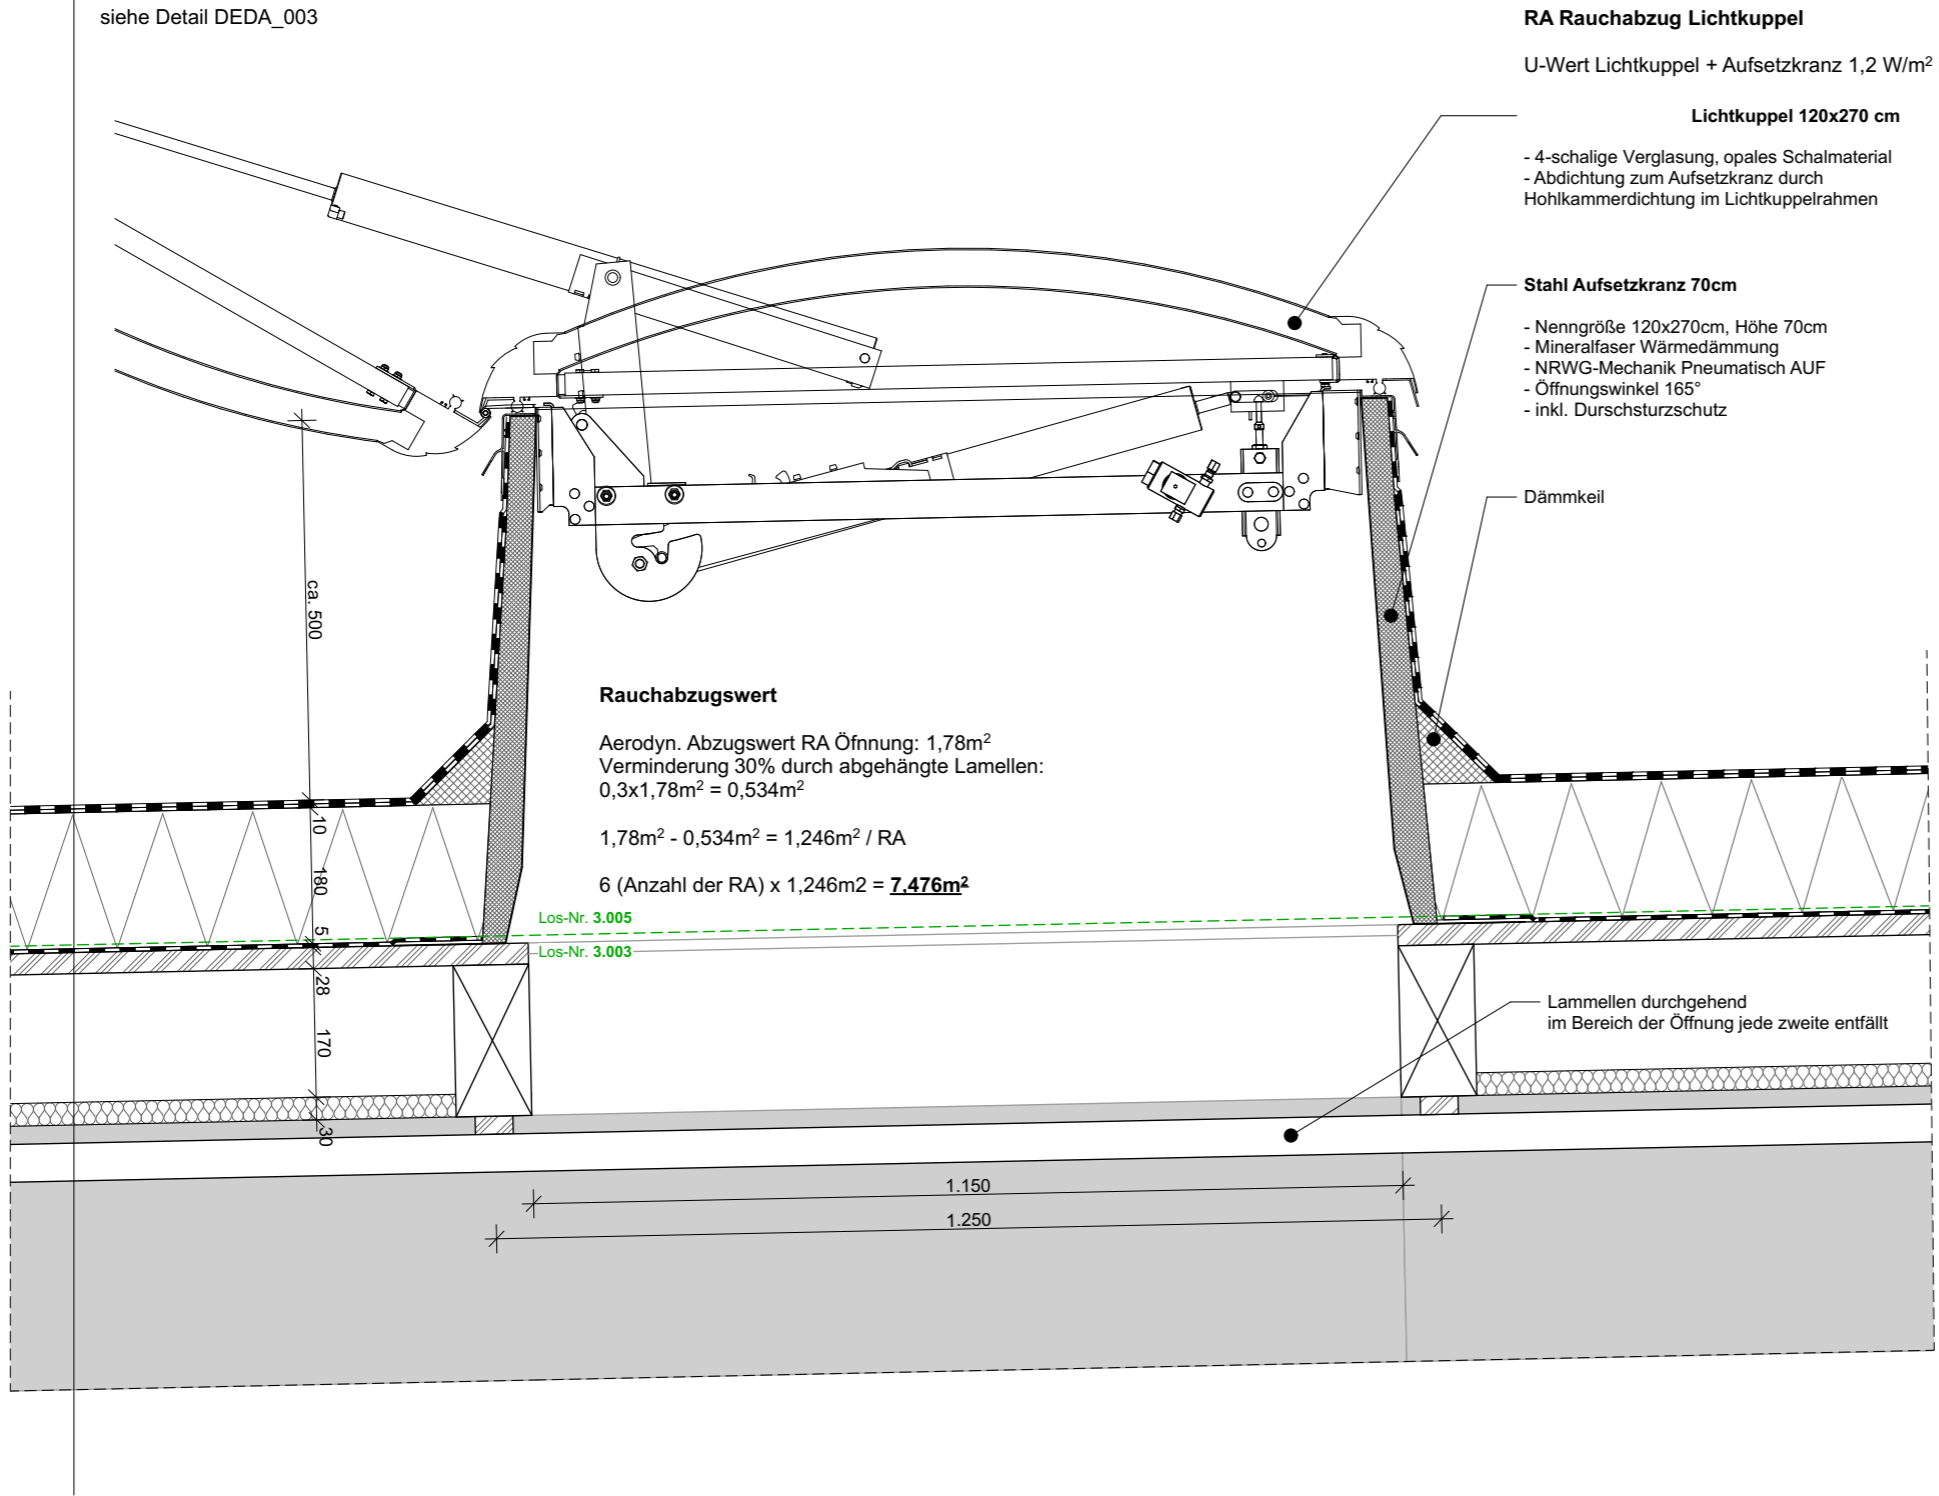 siehe Detail DEDA_003
RA Rauchabzug Lichtkuppel
U-Wert Lichtkuppel + Aufsetzkranz 1,2 W/m²
Lichtkuppel 120x270 cm
- 4-schalige Verglasung, opales Schalmaterial
- Abdichtung zum Aufsetzkranz durch
Hohlkammerdichtung im Lichtkuppelrahmen
Stahl Aufsetzkranz 70cm
- Nenngröße 120x270cm, Höhe 70cm
- Mineralfaser Wärmedämmung
- NRWG-Mechanik Pneumatisch AUF
- Öffnungswinkel 165°
- inkl. Durschsturzschutz
Dämmkeil
ca. 500
Rauchabzugswert
Aerodyn. Abzugswert RA Öfnnung: 1,78m²
Verminderung 30% durch abgehängte Lamellen:
0,3x1,78m² = 0,534m²
1,78m² - 0,534m² = 1,246m² / RA
6 (Anzahl der RA) x 1,246m2 = 7,476m²
10
180
5
28
170
30
Los-Nr. 3.005
Los-Nr. 3.003
Lammellen durchgehend
im Bereich der Öffnung jede zweite entfällt
1.150
1.250